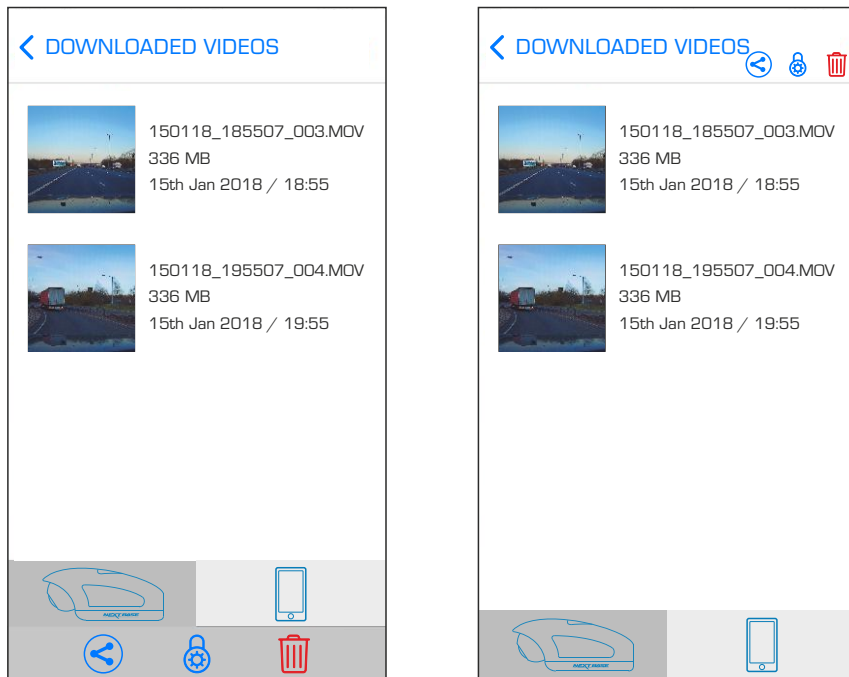 DOWNLOADED VIDEOS
150118_185507_003.MOV
336 MB
15th Jan 2018 / 18:55
150118_195507_004.MOV
336 MB
15th Jan 2018 / 19:55
NEXTBASE
DOWNLOADED VIDEOS
150118_185507_003.MOV
336 MB
15th Jan 2018 / 18:55
150118_195507_004.MOV
336 MB
15th Jan 2018 / 19:55
NEXTBASE